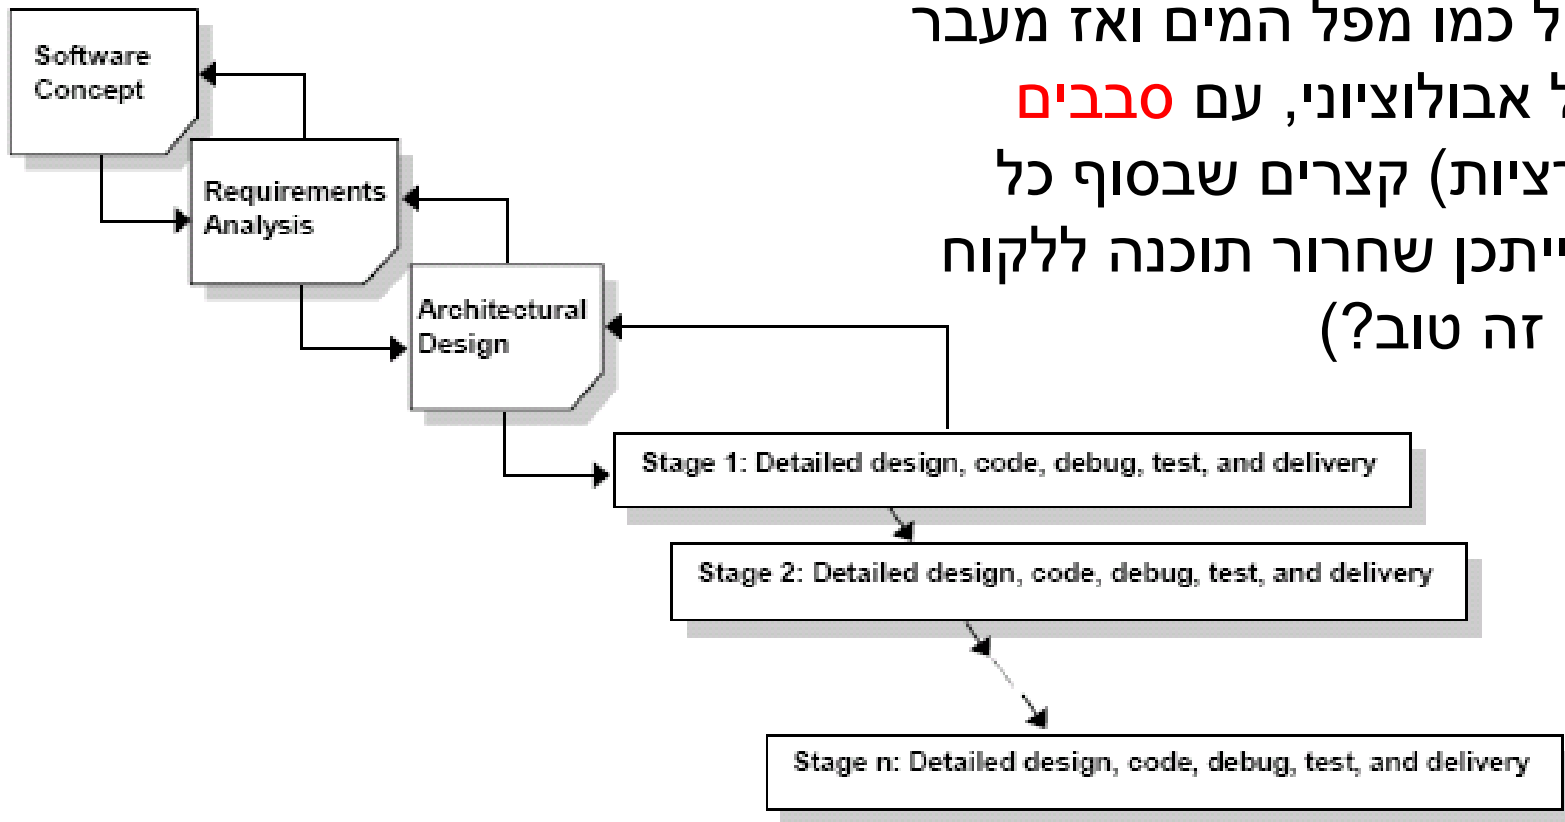 ל כמו מפל המים ואז מעבר
ל אבולוציוני, עם סבבים
רציות) קצרים שבסוף כל
ייתכן שחרור תוכנה ללקוח
זה טוב?)
Software
Concept
Requirements
Analysis
Architectural
Design
Stage 1: Detailed design, code, debug, test, and delivery
Stage 2: Detailed design, code, debug, test, and delivery
Stage n: Detailed design, code, debug, test, and delivery